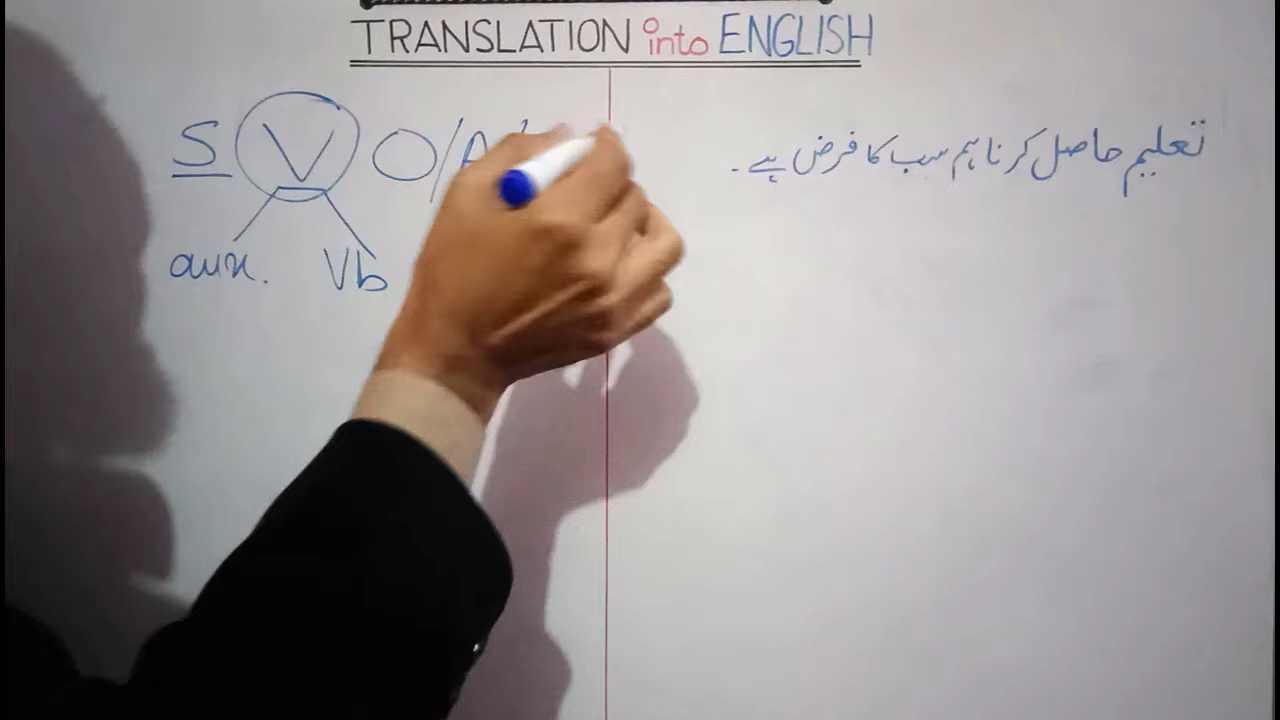 TRANSLATION into ENGLISH
S V O/A/
aux. Vb
تعلیم حاصل کرنا ہم سب کا فرض ہے۔